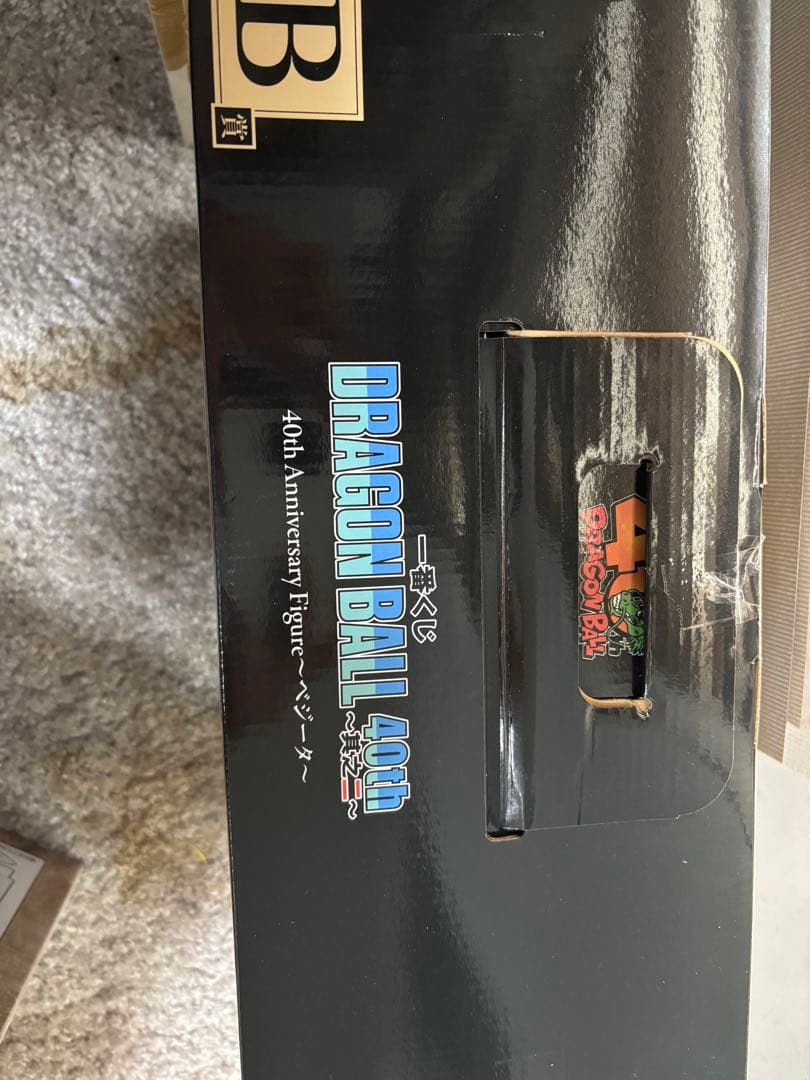 B
賞
一番くじ
DRAGON BALL 40th
～其之二～
40th Anniversary Figure～ベジータ～
40th
DRAGON BALL